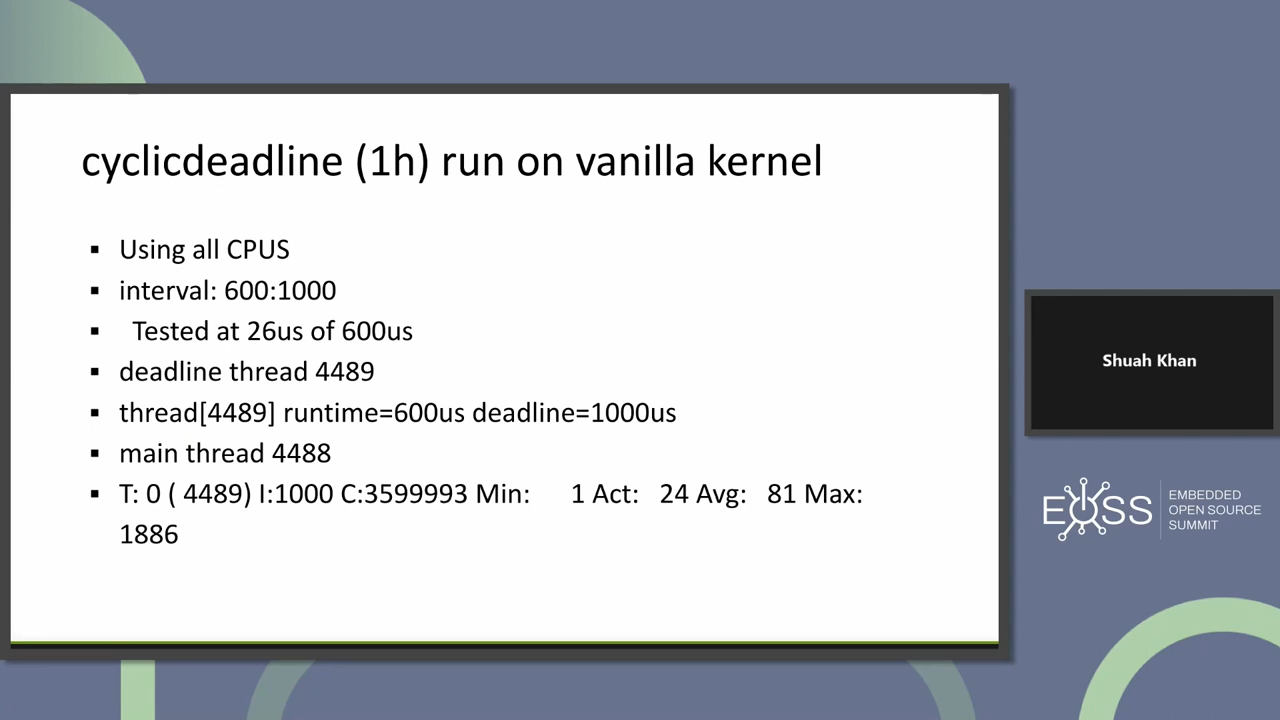 cyclicdeadline (1h) run on vanilla kernel
▪ Using all CPUS
▪ interval: 600:1000
▪ Tested at 26us of 600us
▪ deadline thread 4489
▪ thread[4489] runtime=600us deadline=1000us
▪ main thread 4488
▪ T: 0 ( 4489) I:1000 C:3599993 Min: 1 Act: 24 Avg: 81 Max:
1886
Shuah Khan
EOSS
EMBEDDED
OPEN SOURCE
SUMMIT